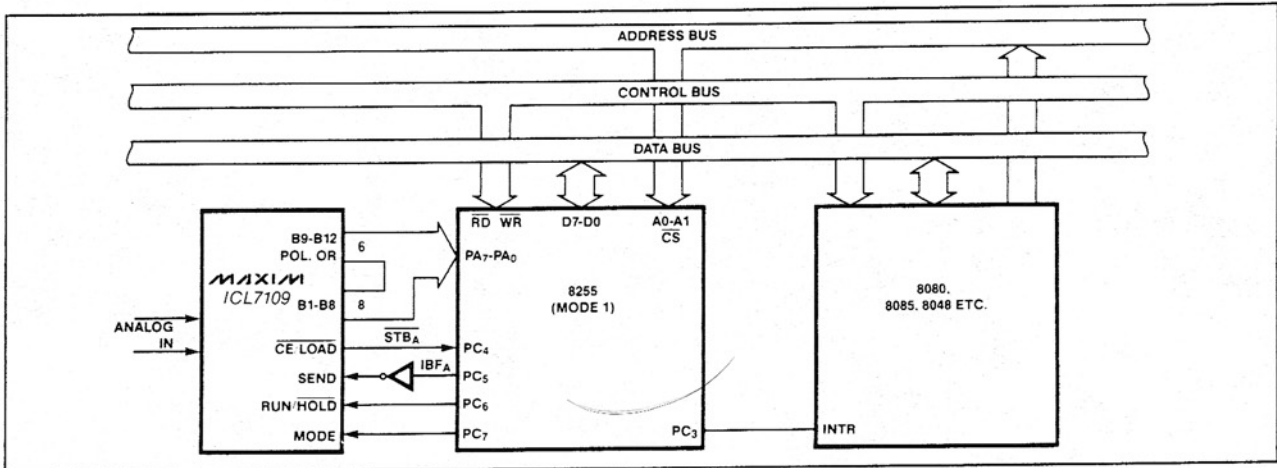 ADDRESS BUS
CONTROL BUS
DATA BUS
MAXIM
ICL7109
B9-B12
POL. OR
6
B1-B8
8
ANALOG
IN
CE/LOAD
STBA
SEND
IBFA
RUN/HOLD
MODE
RD WR D7-D0 A0-A1
CS
PA7-PA0
8255
(MODE 1)
PC4
PC5
PC6
PC7
PC3
8080,
8085, 8048 ETC.
INTR